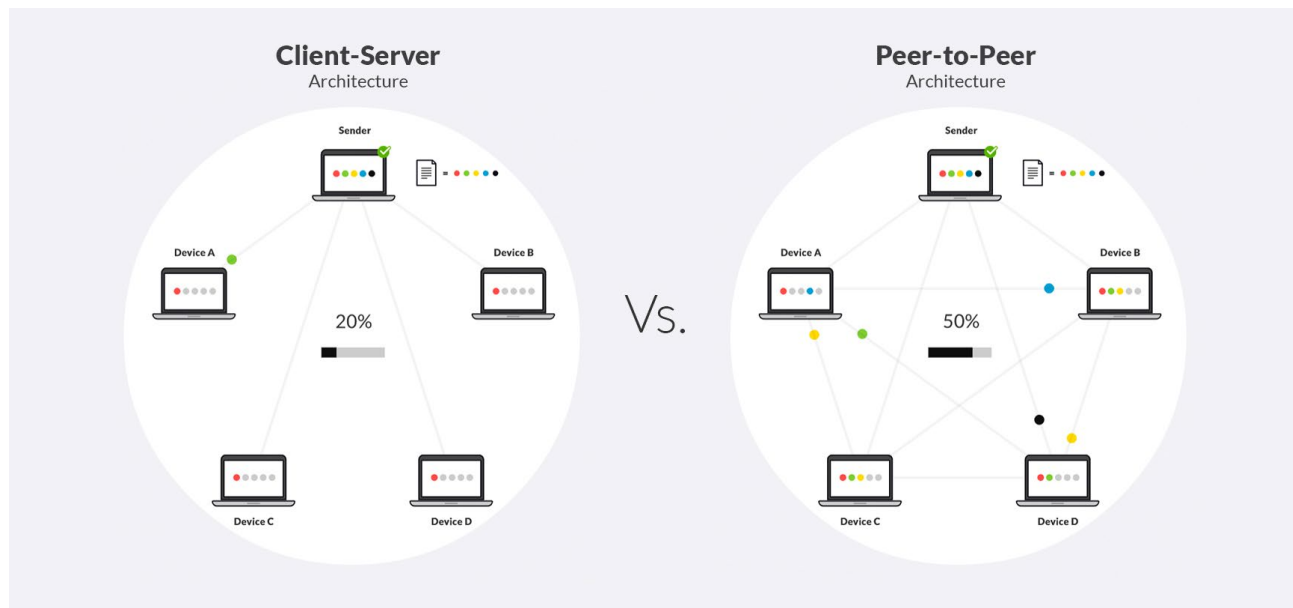 Client-Server
Architecture
Sender
=
Device A
Device B
20%
Device C
Device D
Vs.
Peer-to-Peer
Architecture
Sender
=
Device A
Device B
50%
Device C
Device D